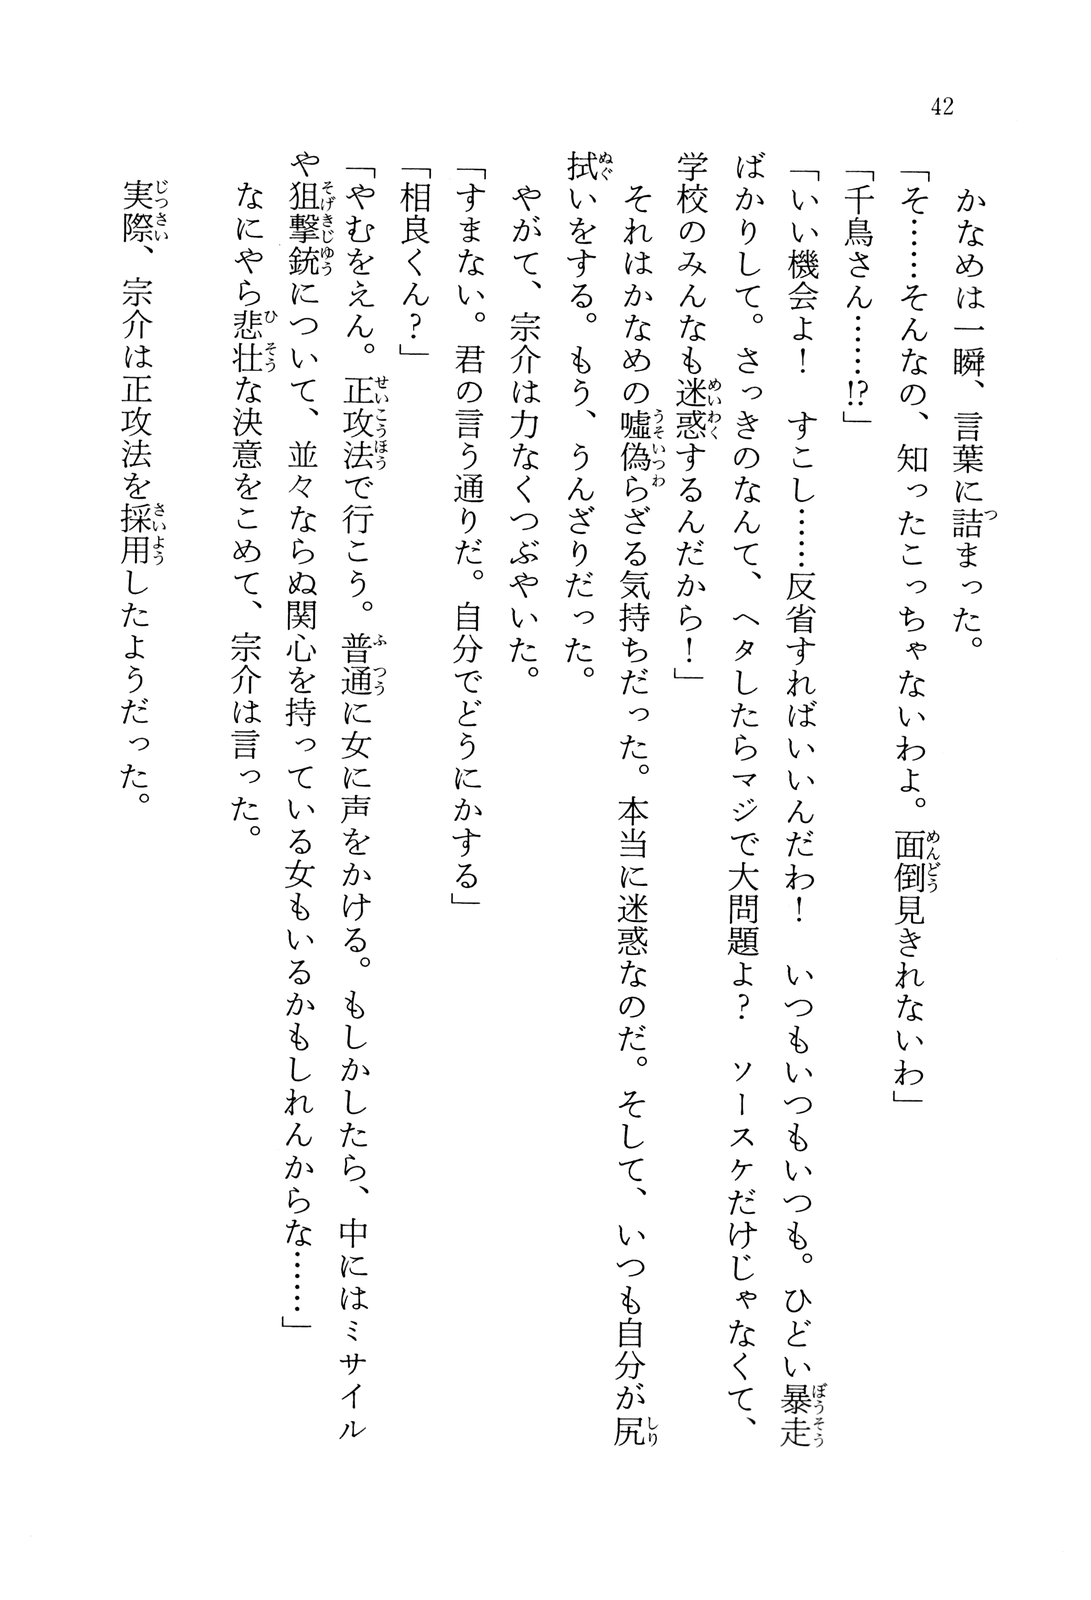 42
かなめは一瞬、言葉に詰まった。
「そ……そんなの、知ったこっちゃないわよ。面倒見きれないわ」
「千鳥さん……!?」
「いい機会よ！　すこし……反省すればいいんだわ！　いつもいつもいつも。ひどい暴走
ばかりして。さっきのなんて、ヘタしたらマジで大問題よ？　ソースケだけじゃなくて、
学校のみんなも迷惑するんだから！」
それはかなめの嘘偽らざる気持ちだった。本当に迷惑なのだ。そして、いつも自分が尻
拭いをする。もう、うんざりだった。
やがて、宗介は力なくつぶやいた。
「すまない。君の言う通りだ。自分でどうにかする」
「相良くん？」
「やむをえん。正攻法で行こう。普通に女に声をかける。もしかしたら、中にはミサイル
や狙撃銃について、並々ならぬ関心を持っている女もいるかもしれんからな……」
なにやら悲壮な決意をこめて、宗介は言った。
実際、宗介は正攻法を採用したようだった。